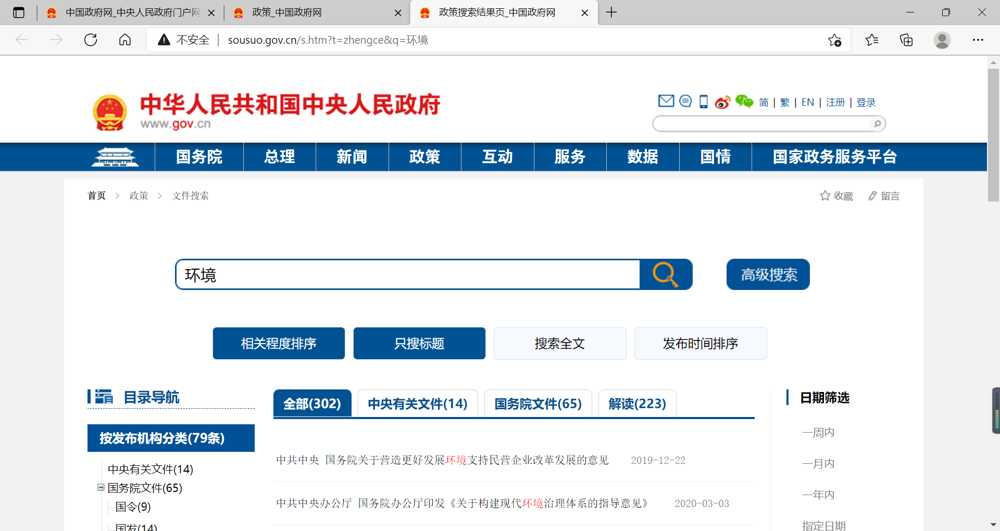 中国政府网_中央人民政府门户网
政策_中国政府网
政策搜索结果页_中国政府网
不安全 | sousuo.gov.cn/s.htm?t=zhengce&q=环境
中华人民共和国中央人民政府
www.gov.cn
简 | 繁 | EN | 注册 | 登录
国务院 总理 新闻 政策 互动 服务 数据 国情 国家政务服务平台
首页 > 政策 > 文件搜索
收藏 留言
环境
高级搜索
相关程度排序 只搜标题 搜索全文 发布时间排序
目录导航
按发布机构分类(79条)
中央有关文件(14)
国务院文件(65)
国令(9)
国发(14)
全部(302) 中央有关文件(14) 国务院文件(65) 解读(223)
中共中央 国务院关于营造更好发展环境支持民营企业改革发展的意见 2019-12-22
中共中央办公厅 国务院办公厅印发《关于构建现代环境治理体系的指导意见》 2020-03-03
日期筛选
一周内
一月内
一年内
指定日期